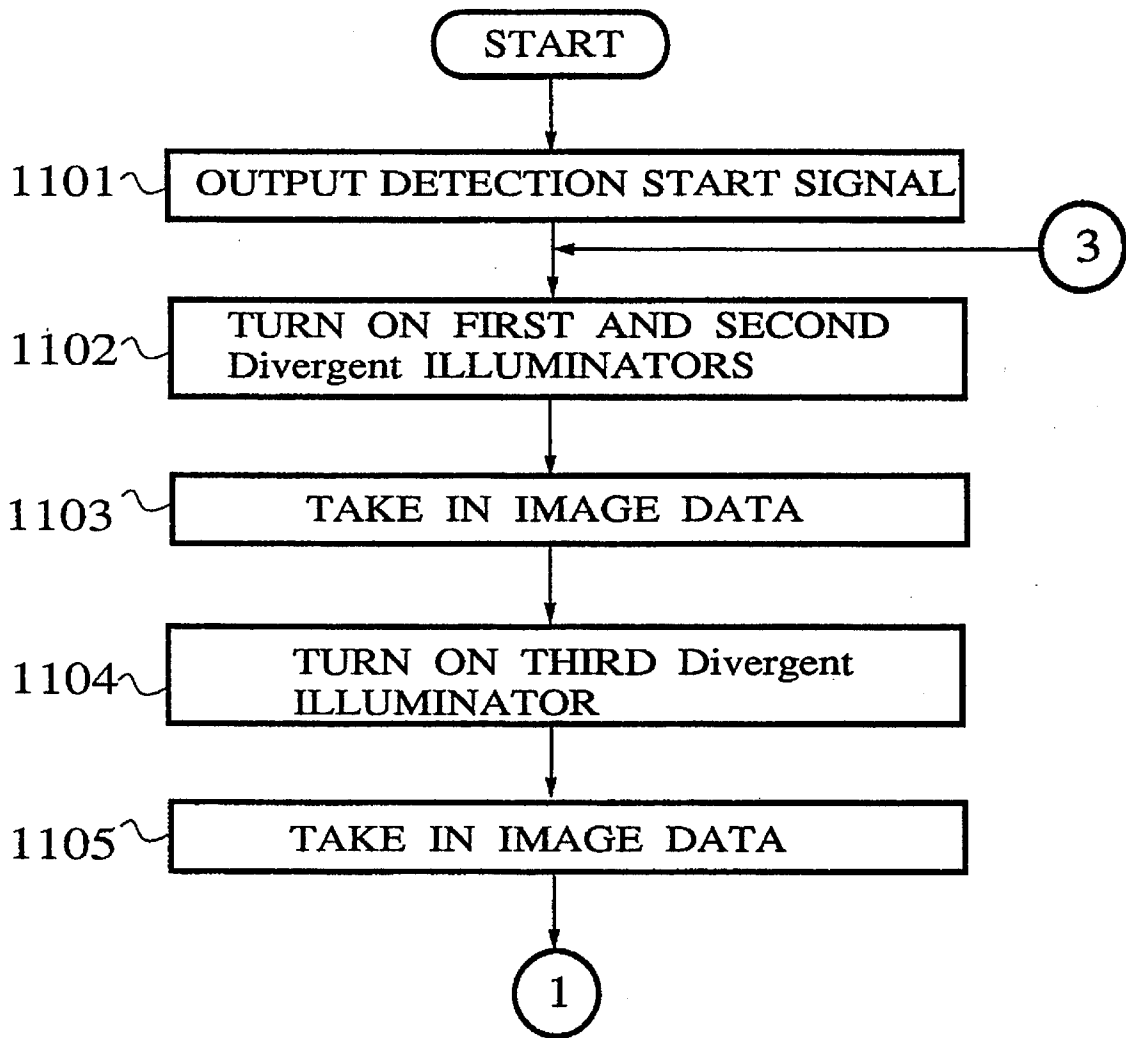 START
1101
OUTPUT DETECTION START SIGNAL
3
1102
TURN ON FIRST AND SECOND
Divergent ILLUMINATORS
1103
TAKE IN IMAGE DATA
1104
TURN ON THIRD Divergent
ILLUMINATOR
1105
TAKE IN IMAGE DATA
1